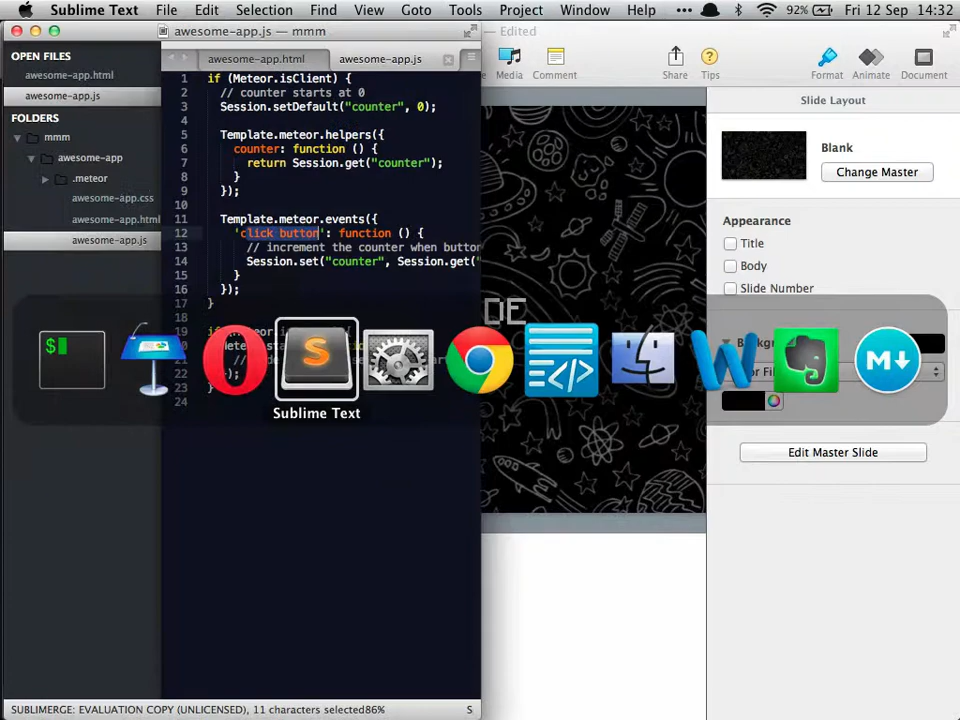 Sublime Text File Edit Selection Find View Goto Tools Project Window Help ••• 92% Fri 12 Sep 14:32
awesome-app.js — mmm
— Edited
OPEN FILES
awesome-app.html
awesome-app.js
FOLDERS
mmm
awesome-app
.meteor
awesome-app.css
awesome-app.html
awesome-app.js
awesome-app.html awesome-app.js
1 if (Meteor.isClient) {
2 // counter starts at 0
3 Session.setDefault("counter", 0);
4
5 Template.meteor.helpers({
6 counter: function () {
7 return Session.get("counter");
8 }
9 });
10
11 Template.meteor.events({
12 'click button': function () {
13 // increment the counter when button
14 Session.set("counter", Session.get("
15 }
16 });
17 }
19
20
21
22 });
23 }
24
Media Comment Share Tips Format Animate Document
Slide Layout
Blank
Change Master
Appearance
Title
Body
Slide Number
DE
$
S
W
M
Sublime Text
Edit Master Slide
SUBLIMERGE: EVALUATION COPY (UNLICENSED), 11 characters selected86% S